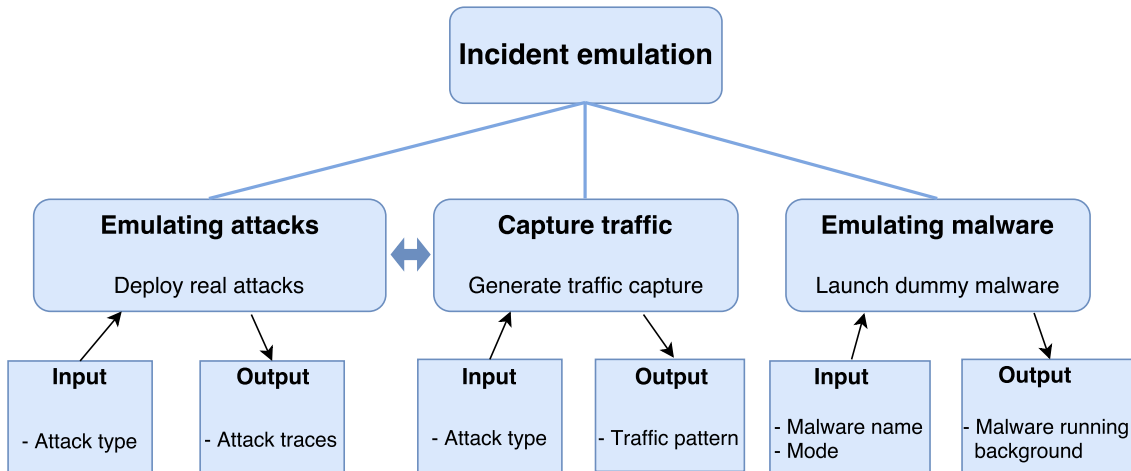 Incident emulation
Emulating attacks
Deploy real attacks
Capture traffic
Generate traffic capture
Emulating malware
Launch dummy malware
Input
- Attack type
Output
- Attack traces
Input
- Attack type
Output
- Traffic pattern
Input
- Malware name
- Mode
Output
- Malware running
background